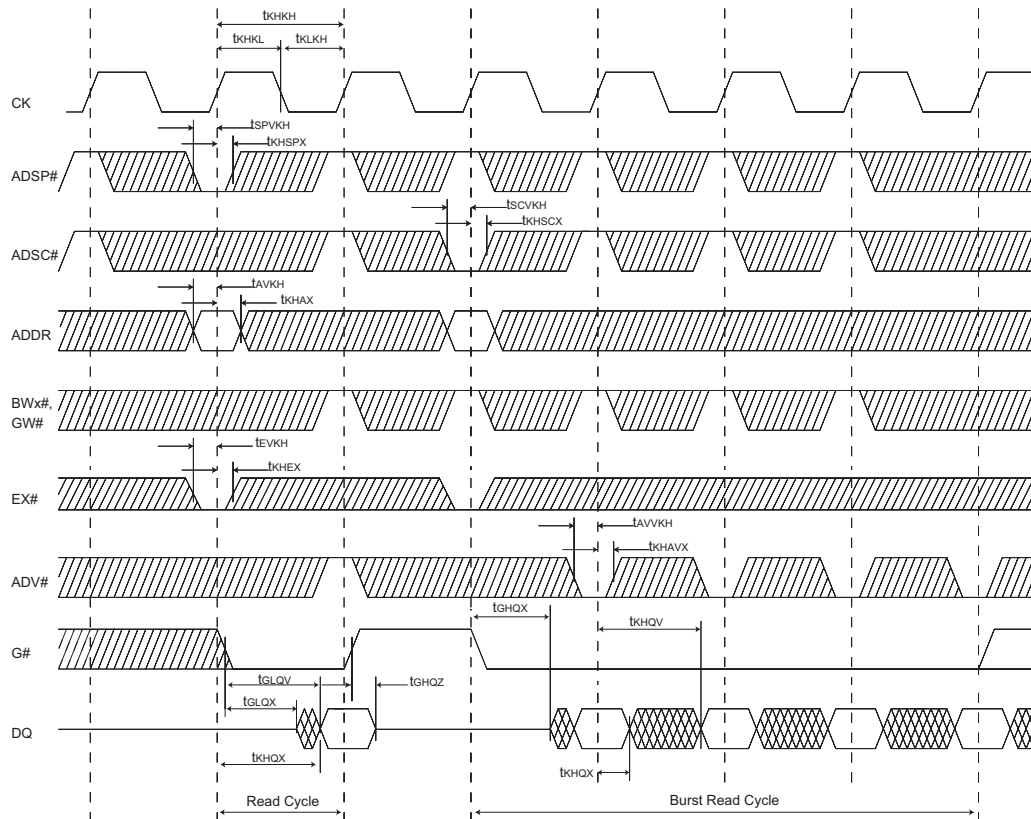 tKHKH
tKHKL
tKLKH
CK
tSPVKH
tKHSPX
ADSP#
tSCVKH
tKHSCX
ADSC#
tAVKH
tKHAX
ADDR
BWx#,
GW#
tEVKH
tKHEX
EX#
tAVVKH
tKHAVX
ADV#
tGHQX
tKHQV
G#
tGLQV
tGHQZ
tGLQX
DQ
tKHQX
tKHQX
Read Cycle
Burst Read Cycle